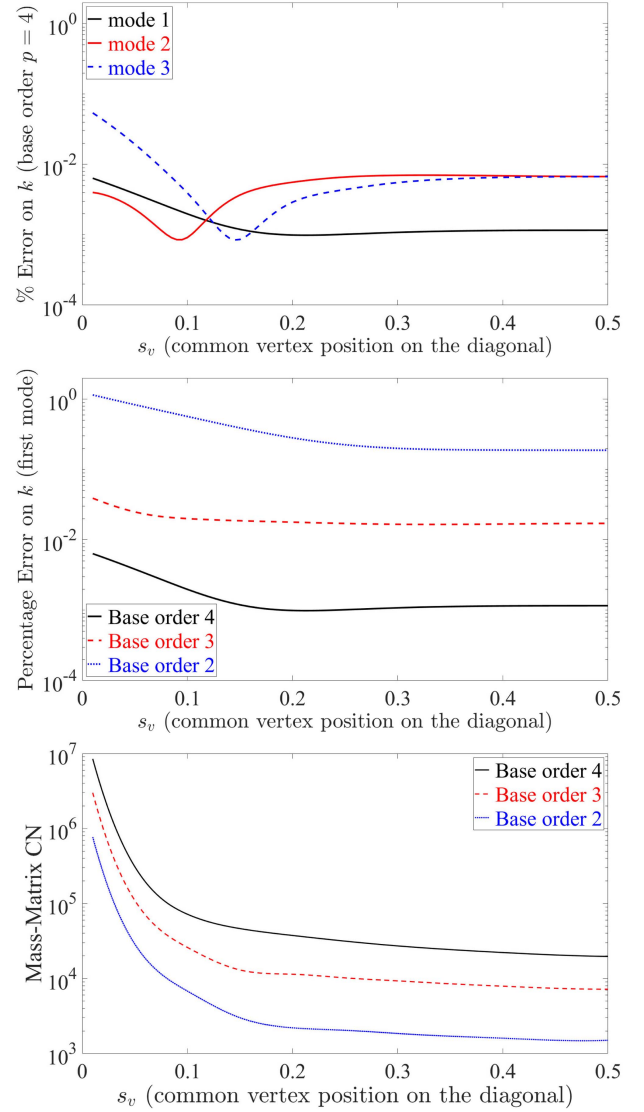 % Error on k (base order p = 4)
10^0
10^-2
10^-4
mode 1
mode 2
mode 3
0 0.1 0.2 0.3 0.4 0.5
s_v (common vertex position on the diagonal)
Percentage Error on k (first mode)
10^0
10^-2
10^-4
Base order 4
Base order 3
Base order 2
0 0.1 0.2 0.3 0.4 0.5
s_v (common vertex position on the diagonal)
Mass-Matrix CN
10^7
10^6
10^5
10^4
10^3
Base order 4
Base order 3
Base order 2
0 0.1 0.2 0.3 0.4 0.5
s_v (common vertex position on the diagonal)